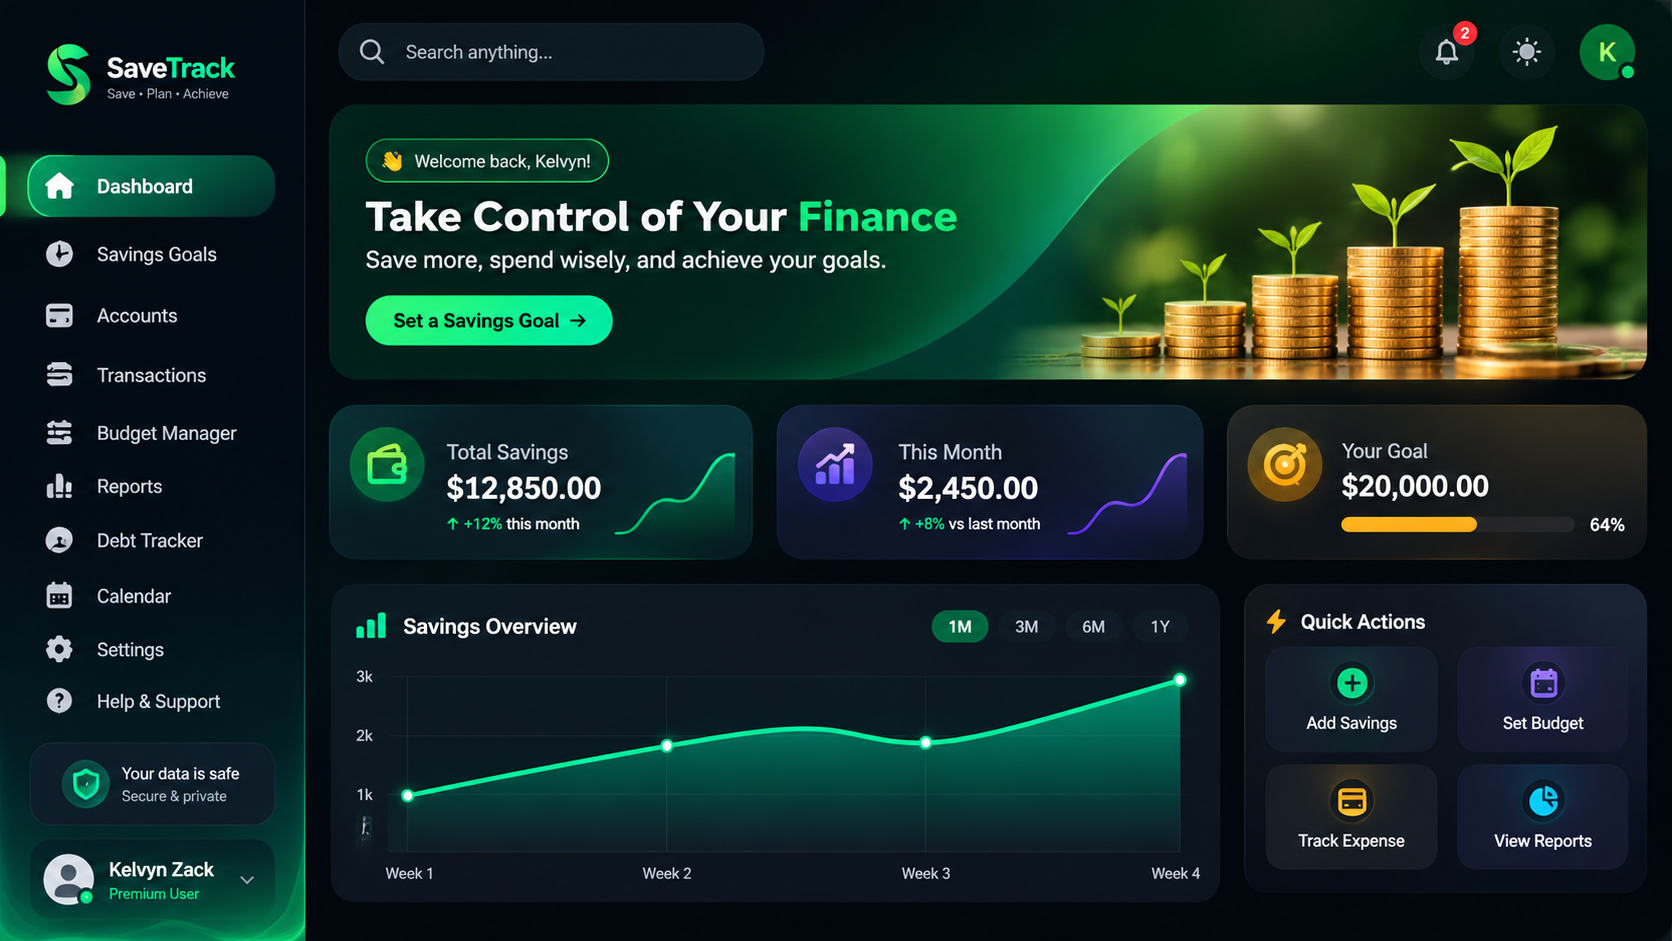 SaveTrack
Save • Plan • Achieve
Dashboard
Savings Goals
Accounts
Transactions
Budget Manager
Reports
Debt Tracker
Calendar
Settings
Help & Support
Your data is safe
Secure & private
Kelvyn Zack
Premium User
Search anything...
2
K
👋 Welcome back, Kelvyn!
Take Control of Your Finance
Save more, spend wisely, and achieve your goals.
Set a Savings Goal →
Total Savings
$12,850.00
↑ +12% this month
This Month
$2,450.00
↑ +8% vs last month
Your Goal
$20,000.00
64%
Savings Overview
1M 3M 6M 1Y
3k
2k
1k
Week 1 Week 2 Week 3 Week 4
Quick Actions
Add Savings
Set Budget
Track Expense
View Reports